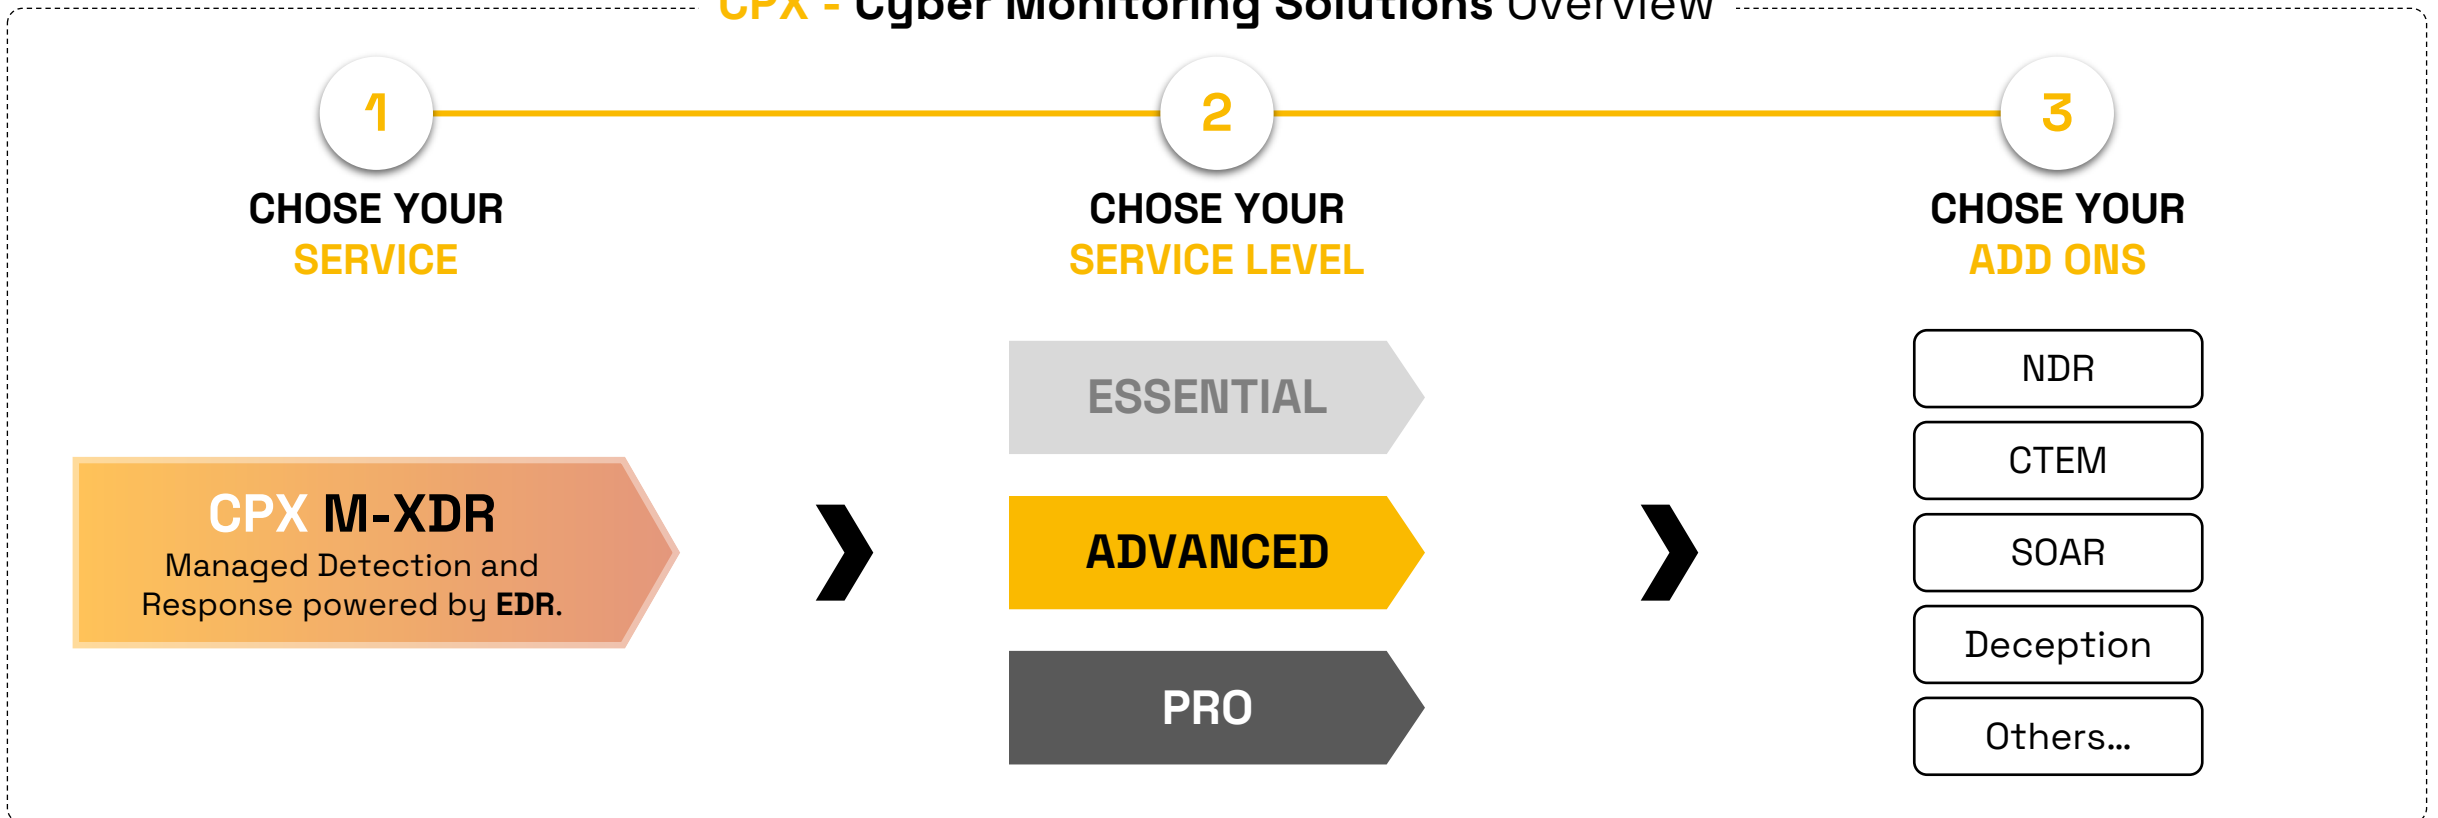 CPX - Cyber Monitoring Solutions Overview
1
2
3
CHOSE YOUR
SERVICE
CHOSE YOUR
SERVICE LEVEL
CHOSE YOUR
ADD ONS
CPX M-XDR
Managed Detection and
Response powered by EDR.
ESSENTIAL
ADVANCED
PRO
NDR
CTEM
SOAR
Deception
Others...